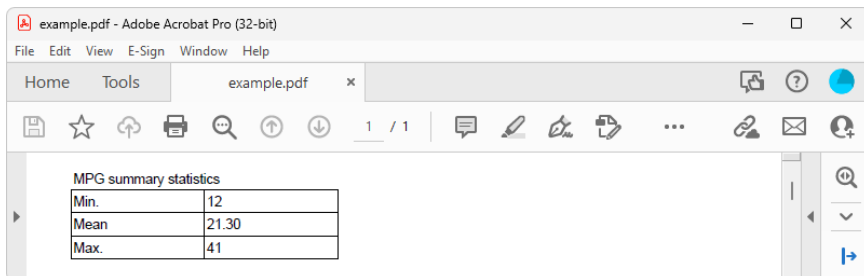 example.pdf - Adobe Acrobat Pro (32-bit)
File Edit View E-Sign Window Help
Home Tools example.pdf ×
1 / 1
MPG summary statistics
Min. 12
Mean 21.30
Max. 41